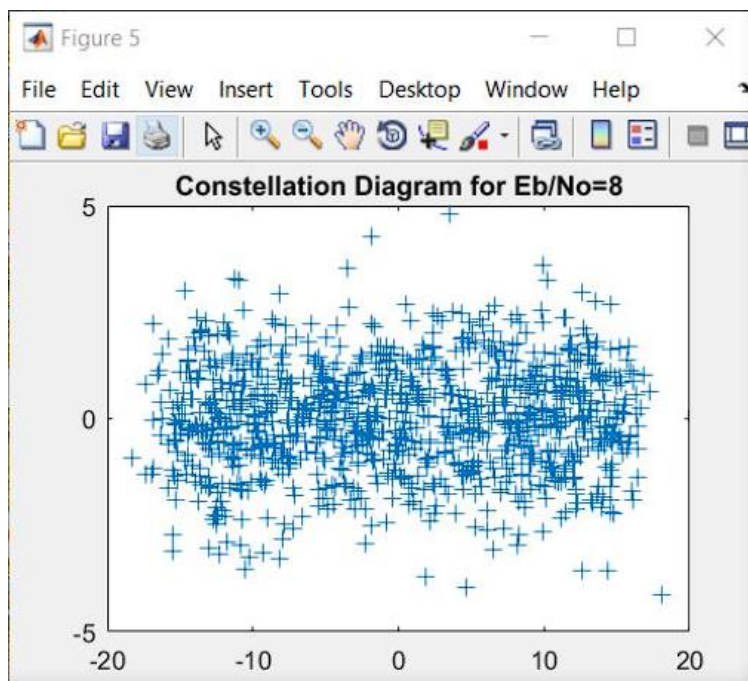 Figure 5
File Edit View Insert Tools Desktop Window Help
Constellation Diagram for Eb/No=8
5
0
-5
-20 -10 0 10 20